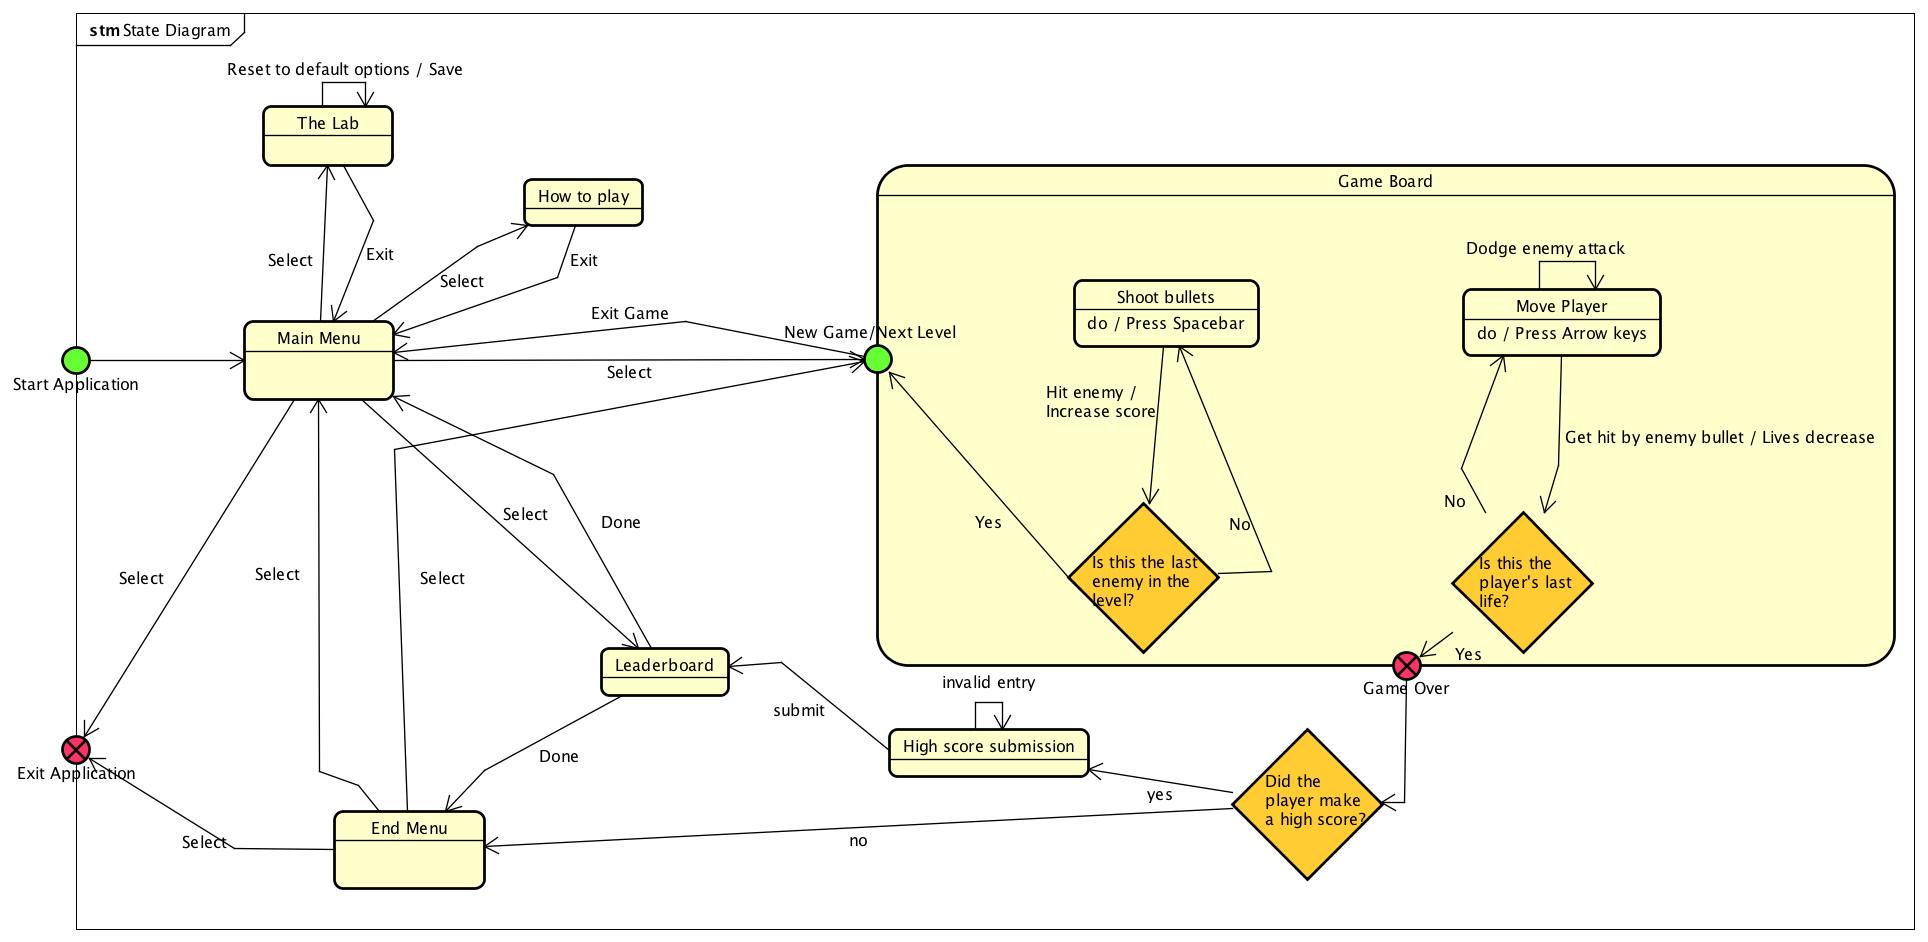 stm State Diagram
Reset to default options / Save
The Lab
How to play
Select
Exit
Select
Exit
Game Board
Dodge enemy attack
Shoot bullets
do / Press Spacebar
Move Player
do / Press Arrow keys
Exit Game
New Game/Next Level
Main Menu
Start Application
Select
Hit enemy /
Increase score
Get hit by enemy bullet / Lives decrease
Select
Done
Yes
No
No
Is this the last
enemy in the
level?
Is this the
player's last
life?
Select
Select
Select
Yes
Leaderboard
Game Over
invalid entry
submit
High score submission
Done
Exit Application
Did the
player make
a high score?
yes
no
End Menu
Select